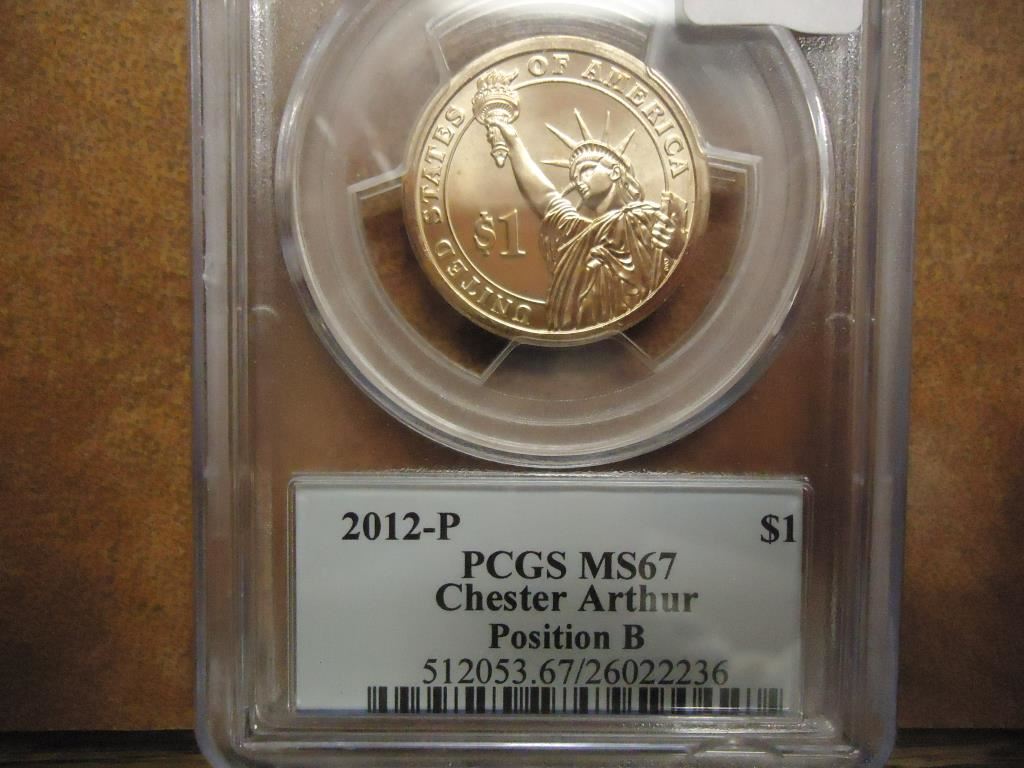 UNITED STATES OF AMERICA
$1
2012-P $1
PCGS MS67
Chester Arthur
Position B
512053.67/26022236